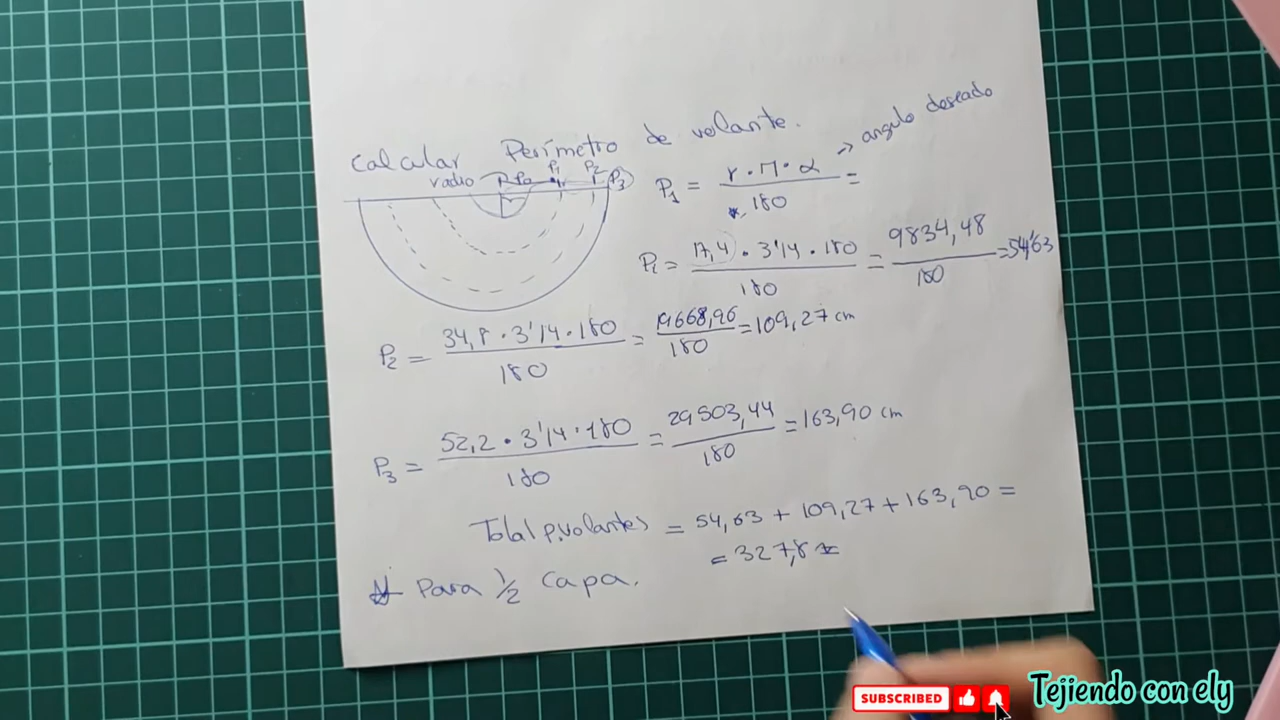 Calcular Perímetro de volante.
radio R P0 P1 P2 P3
P1 = r · π · α / 180 = → angulo deseado
P1 = 17,4 · 3'14 · 180 / 180 = 9834,48 / 180 = 54,63
P2 = 34,8 · 3'14 · 180 / 180 = 19668,96 / 180 = 109,27 cm
P3 = 52,2 · 3'14 · 180 / 180 = 29503,44 / 180 = 163,90 cm
Total p.volantes = 54,63 + 109,27 + 163,90 =
= 327,8
Para 1/2 capa.
SUBSCRIBED
Tejiendo con ely